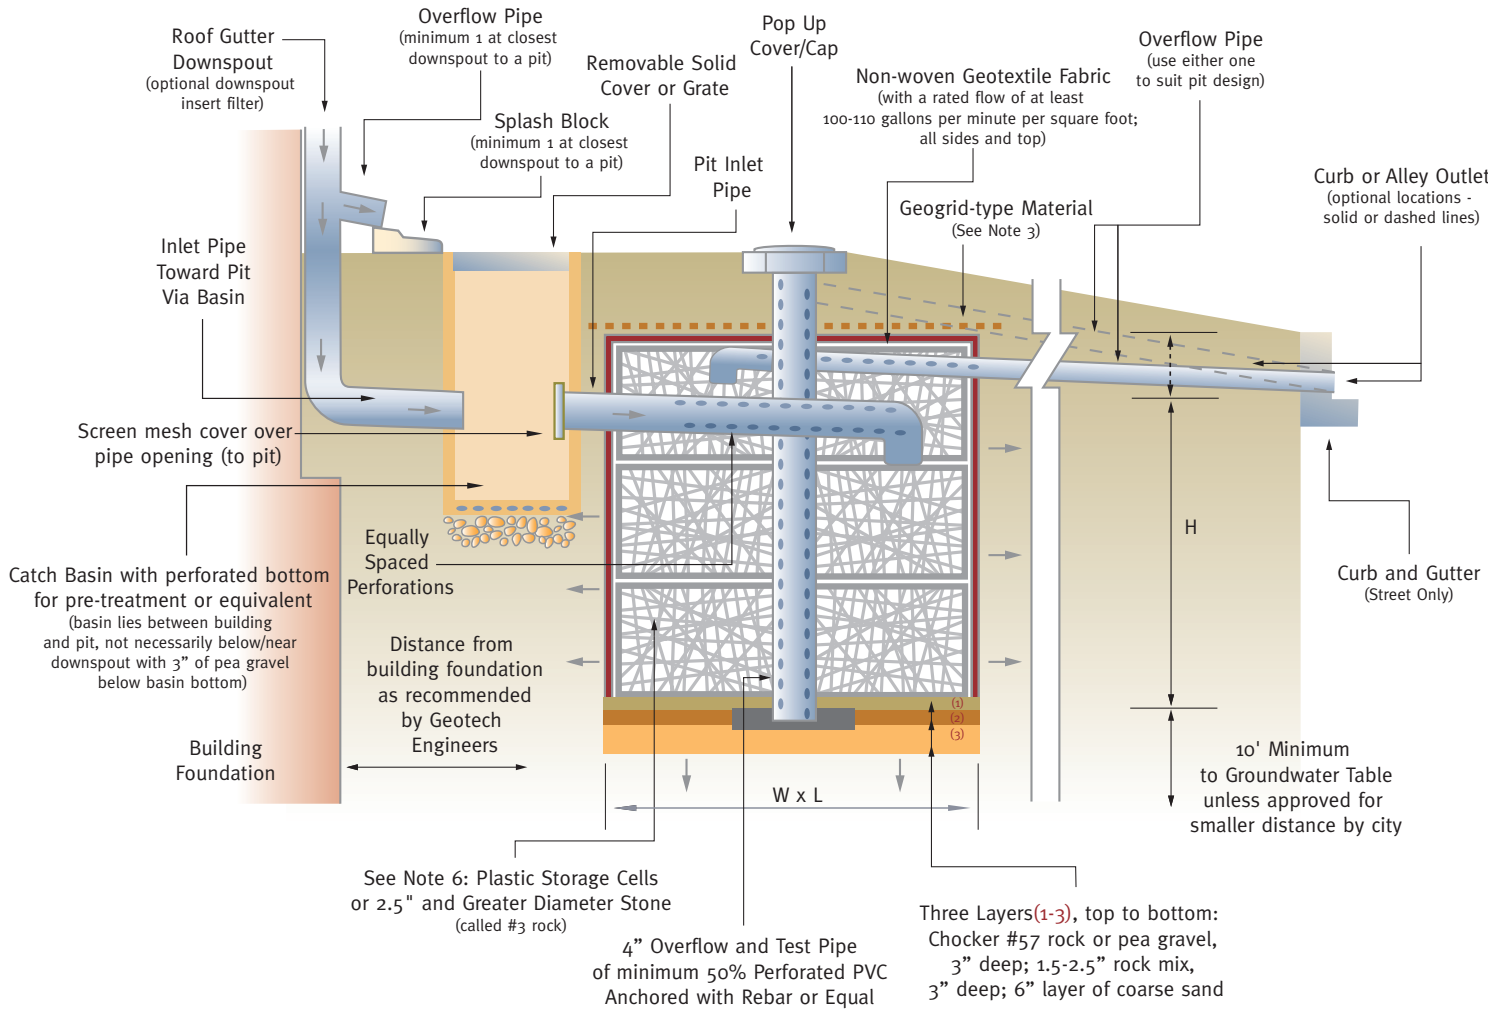 Roof Gutter
Downspout
(optional downspout
insert filter)
Overflow Pipe
(minimum 1 at closest
downspout to a pit)
Splash Block
(minimum 1 at closest
downspout to a pit)
Removable Solid
Cover or Grate
Pit Inlet
Pipe
Pop Up
Cover/Cap
Non-woven Geotextile Fabric
(with a rated flow of at least
100-110 gallons per minute per square foot;
all sides and top)
Geogrid-type Material
(See Note 3)
Overflow Pipe
(use either one
to suit pit design)
Curb or Alley Outlet
(optional locations -
solid or dashed lines)
Inlet Pipe
Toward Pit
Via Basin
Screen mesh cover over
pipe opening (to pit)
Catch Basin with perforated bottom
for pre-treatment or equivalent
(basin lies between building
and pit, not necessarily below/near
downspout with 3” of pea gravel
below basin bottom)
Equally
Spaced
Perforations
Distance from
building foundation
as recommended
by Geotech
Engineers
Building
Foundation
H
Curb and Gutter
(Street Only)
(1)
(2)
(3)
W x L
10' Minimum
to Groundwater Table
unless approved for
smaller distance by city
See Note 6: Plastic Storage Cells
or 2.5" and Greater Diameter Stone
(called #3 rock)
4” Overflow and Test Pipe
of minimum 50% Perforated PVC
Anchored with Rebar or Equal
Three Layers(1-3), top to bottom:
Chocker #57 rock or pea gravel,
3” deep; 1.5-2.5” rock mix,
3” deep; 6” layer of coarse sand